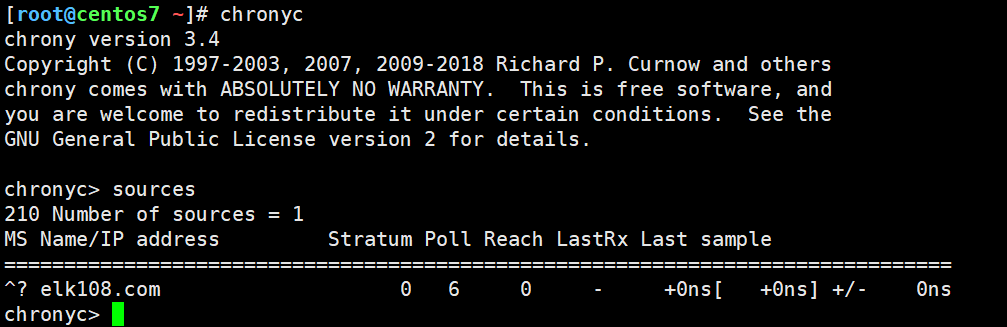 [root@centos7 ~]# chronyc
chrony version 3.4
Copyright (C) 1997-2003, 2007, 2009-2018 Richard P. Curnow and others
chrony comes with ABSOLUTELY NO WARRANTY.  This is free software, and
you are welcome to redistribute it under certain conditions.  See the
GNU General Public License version 2 for details.

chronyc> sources
210 Number of sources = 1
MS Name/IP address         Stratum Poll Reach LastRx Last sample
===============================================================================
^? elk108.com                    0   6     0     -     +0ns[   +0ns] +/-    0ns
chronyc>